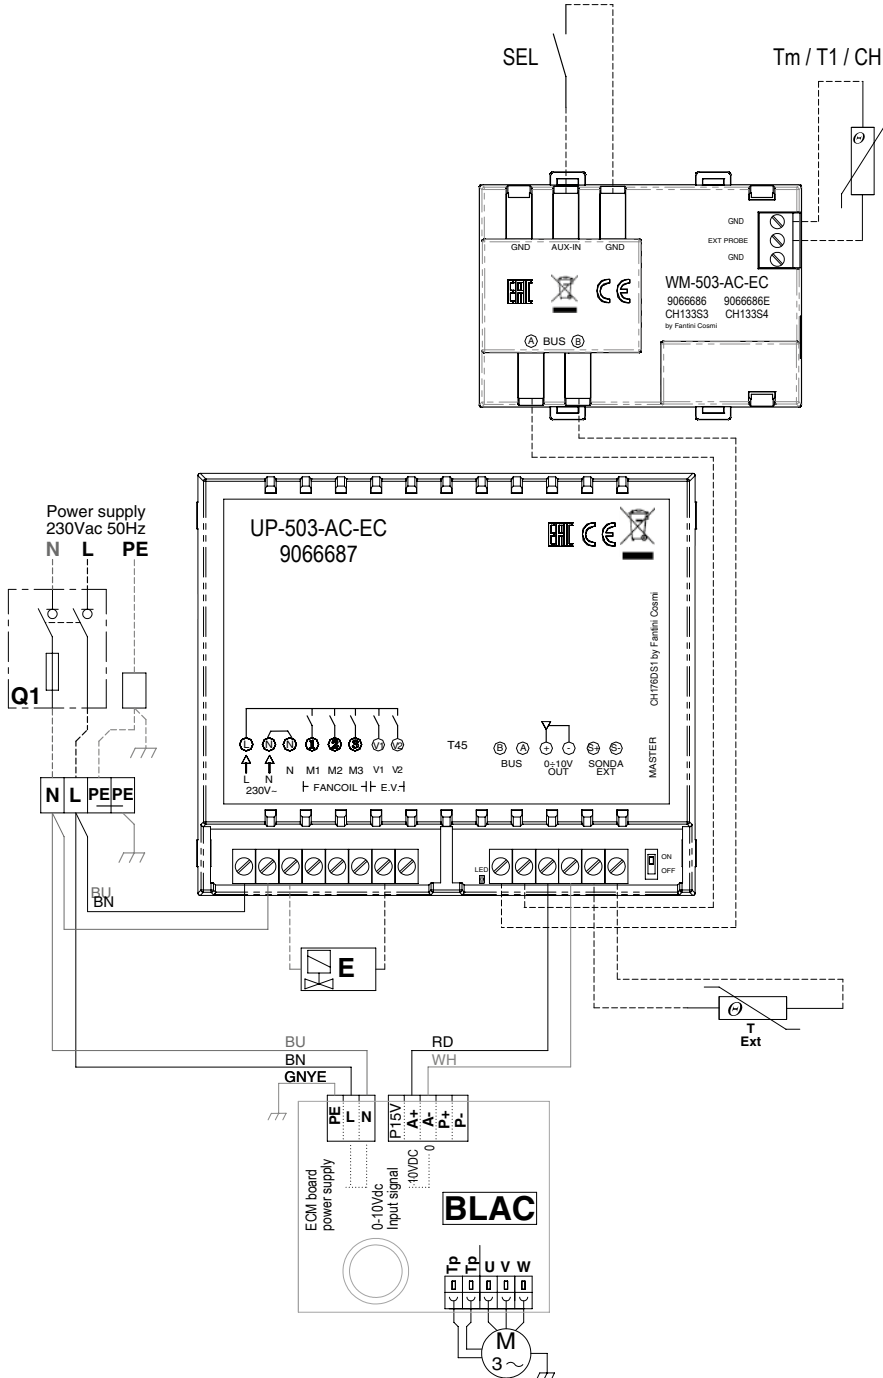 SEL
Tm / T1 / CH
GND
AUX-IN
GND
GND
EXT PROBE
GND
EAC
CE
WM-503-AC-EC
9066686 9066686E
CH133S3 CH133S4
by Fantini Cosmi
A BUS B
Power supply
230Vac 50Hz
N L PE
Q1
UP-503-AC-EC
9066687
EAC CE
CH176DS1 by Fantini Cosmi
MASTER
L N N 1 2 3 V1 V2
L N N M1 M2 M3 V1 V2
230V~
FANCOIL E.V.
T45
B A + - S+ S-
BUS 0÷10V OUT SONDA EXT
N L PE PE
LED
ON
OFF
BU
BN
E
T
Ext
BU
BN
GNYE
RD
WH
PE L N
P15V A+ A- P+ P-
ECM board
power supply
0-10Vdc
Input signal
10VDC
0
BLAC
Tp Tp U V W
M
3~